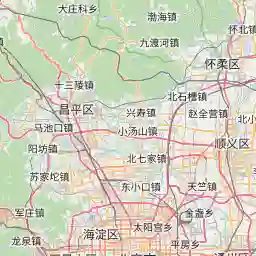 大庄科乡
渤海镇
怀北镇
九渡河镇
怀柔区
十三陵镇
北石槽镇
昌平区
兴寿镇
赵全营镇
马池口镇
小汤山镇
阳坊镇
顺义区
北七家镇
苏家坨镇
东小口镇
天竺镇
军庄镇
金盏乡
海淀区
太阳宫乡
龙泉镇
平房乡